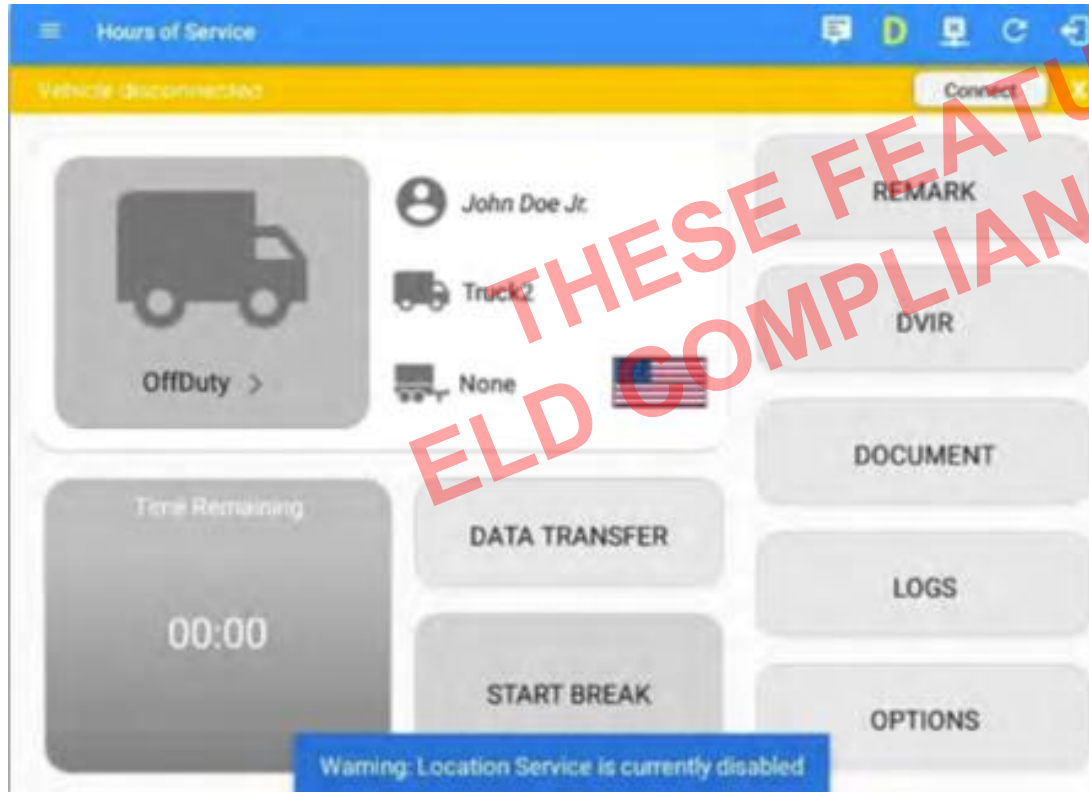 Hours of Service
D
Vehicle disconnected
Connect
X
John Doe Jr.
Truck2
None
OffDuty >
REMARK
DVIR
DOCUMENT
LOGS
OPTIONS
Time Remaining
00:00
DATA TRANSFER
START BREAK
Warning: Location Service is currently disabled
THESE FEATU
ELD COMPLIAN